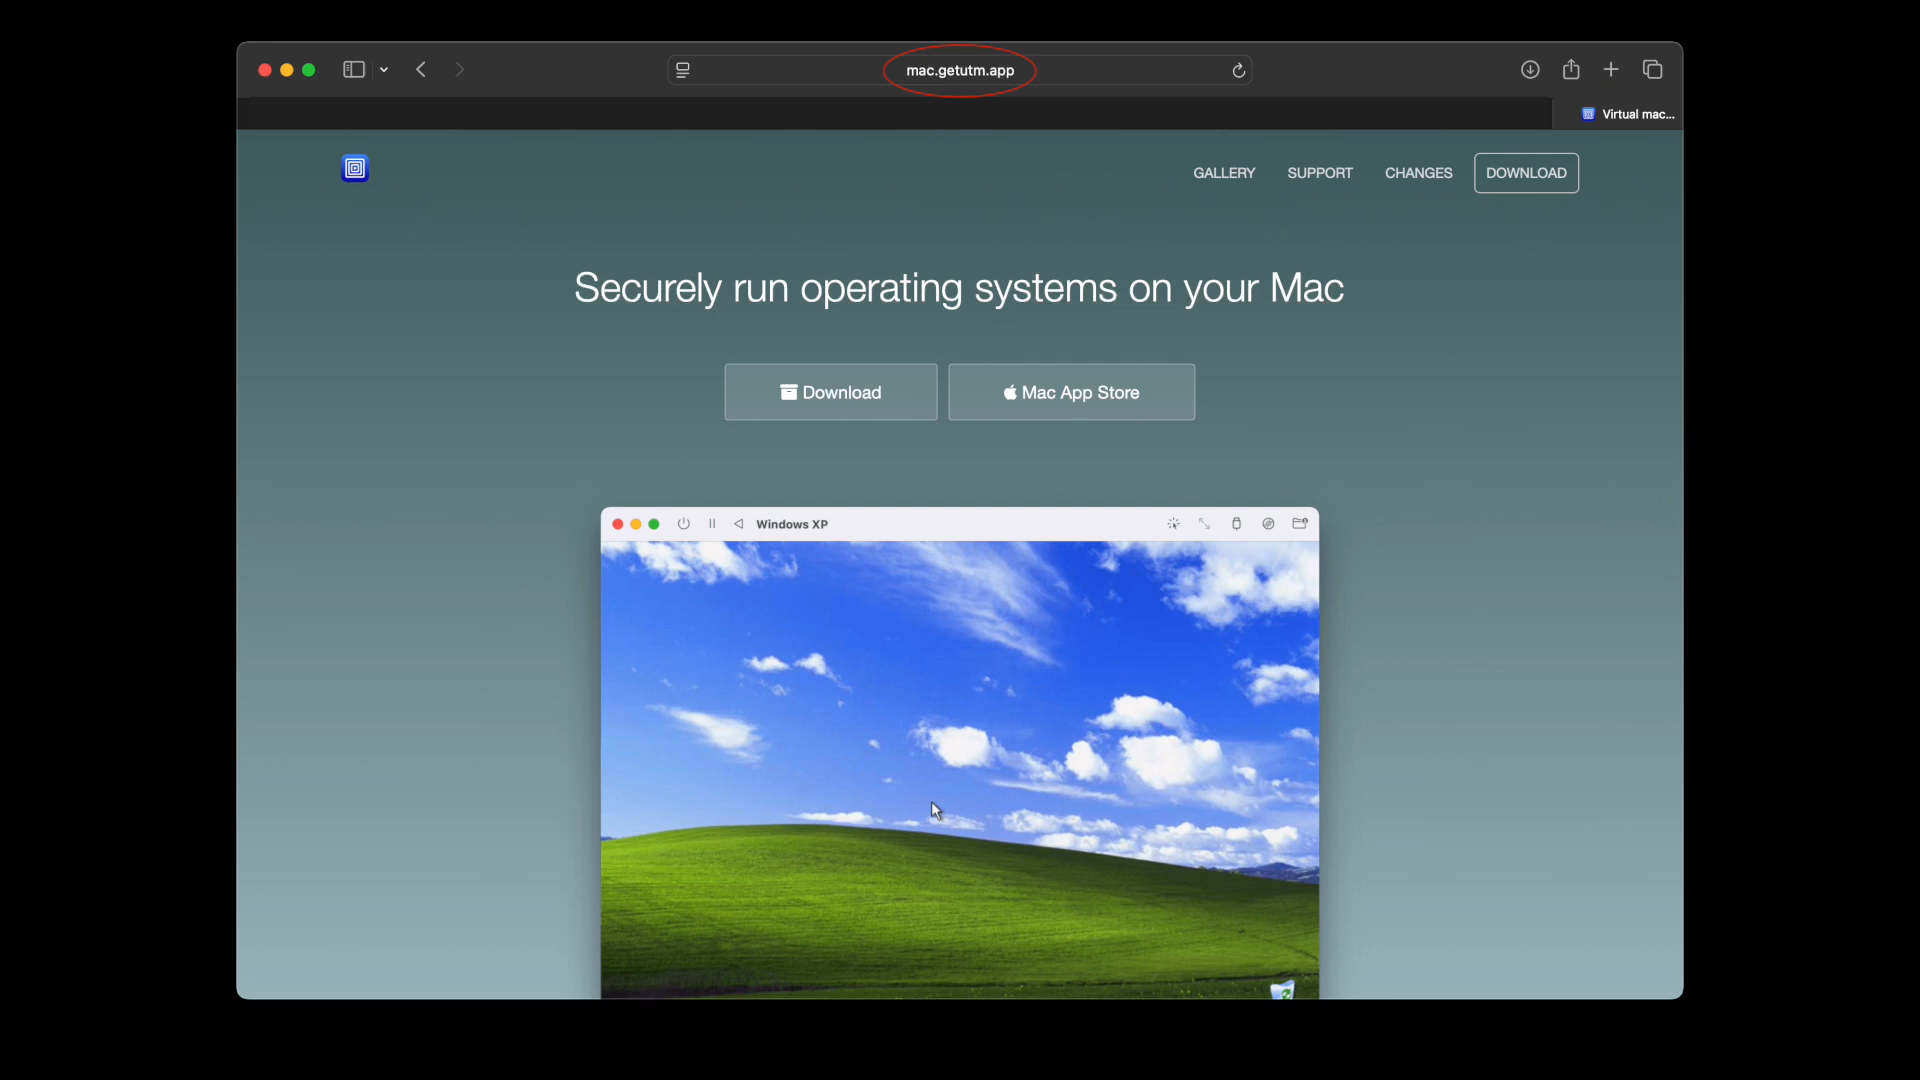 mac.getutm.app
Virtual mac...
GALLERY
SUPPORT
CHANGES
DOWNLOAD
Securely run operating systems on your Mac
Download
Mac App Store
Windows XP